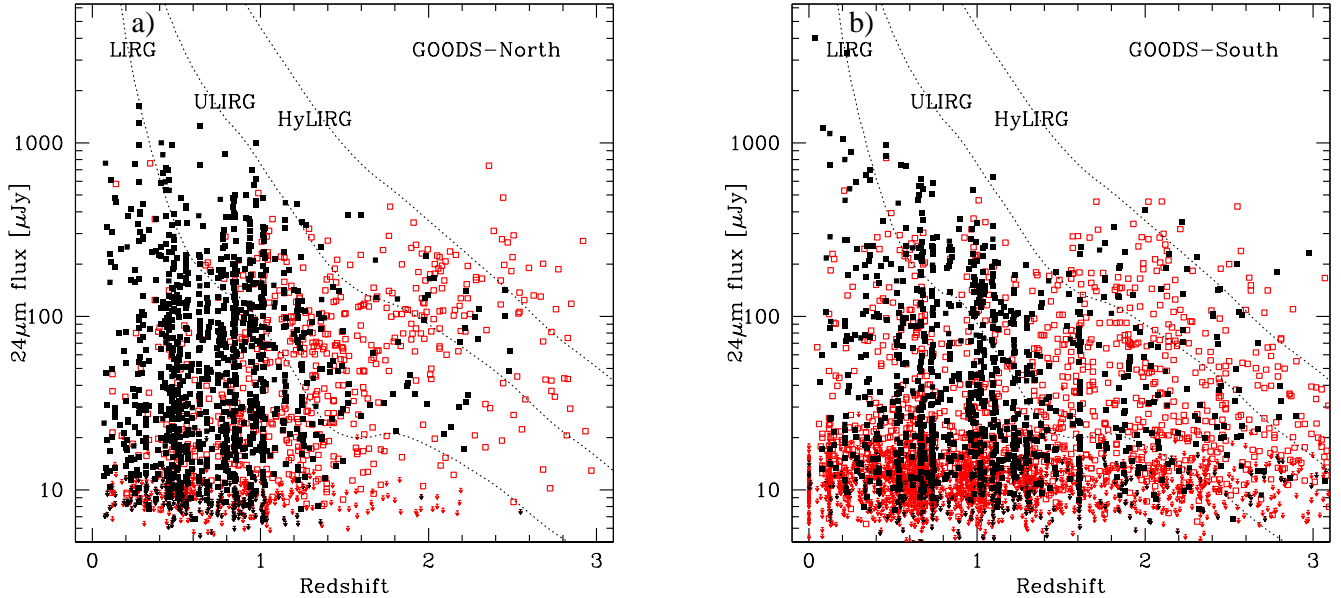 a)
LIRG
GOODS-North
ULIRG
HyLIRG
1000
100
10
24μm flux [μJy]
0
1
2
3
Redshift
b)
LIRG
GOODS-South
ULIRG
HyLIRG
1000
100
10
24μm flux [μJy]
0
1
2
3
Redshift